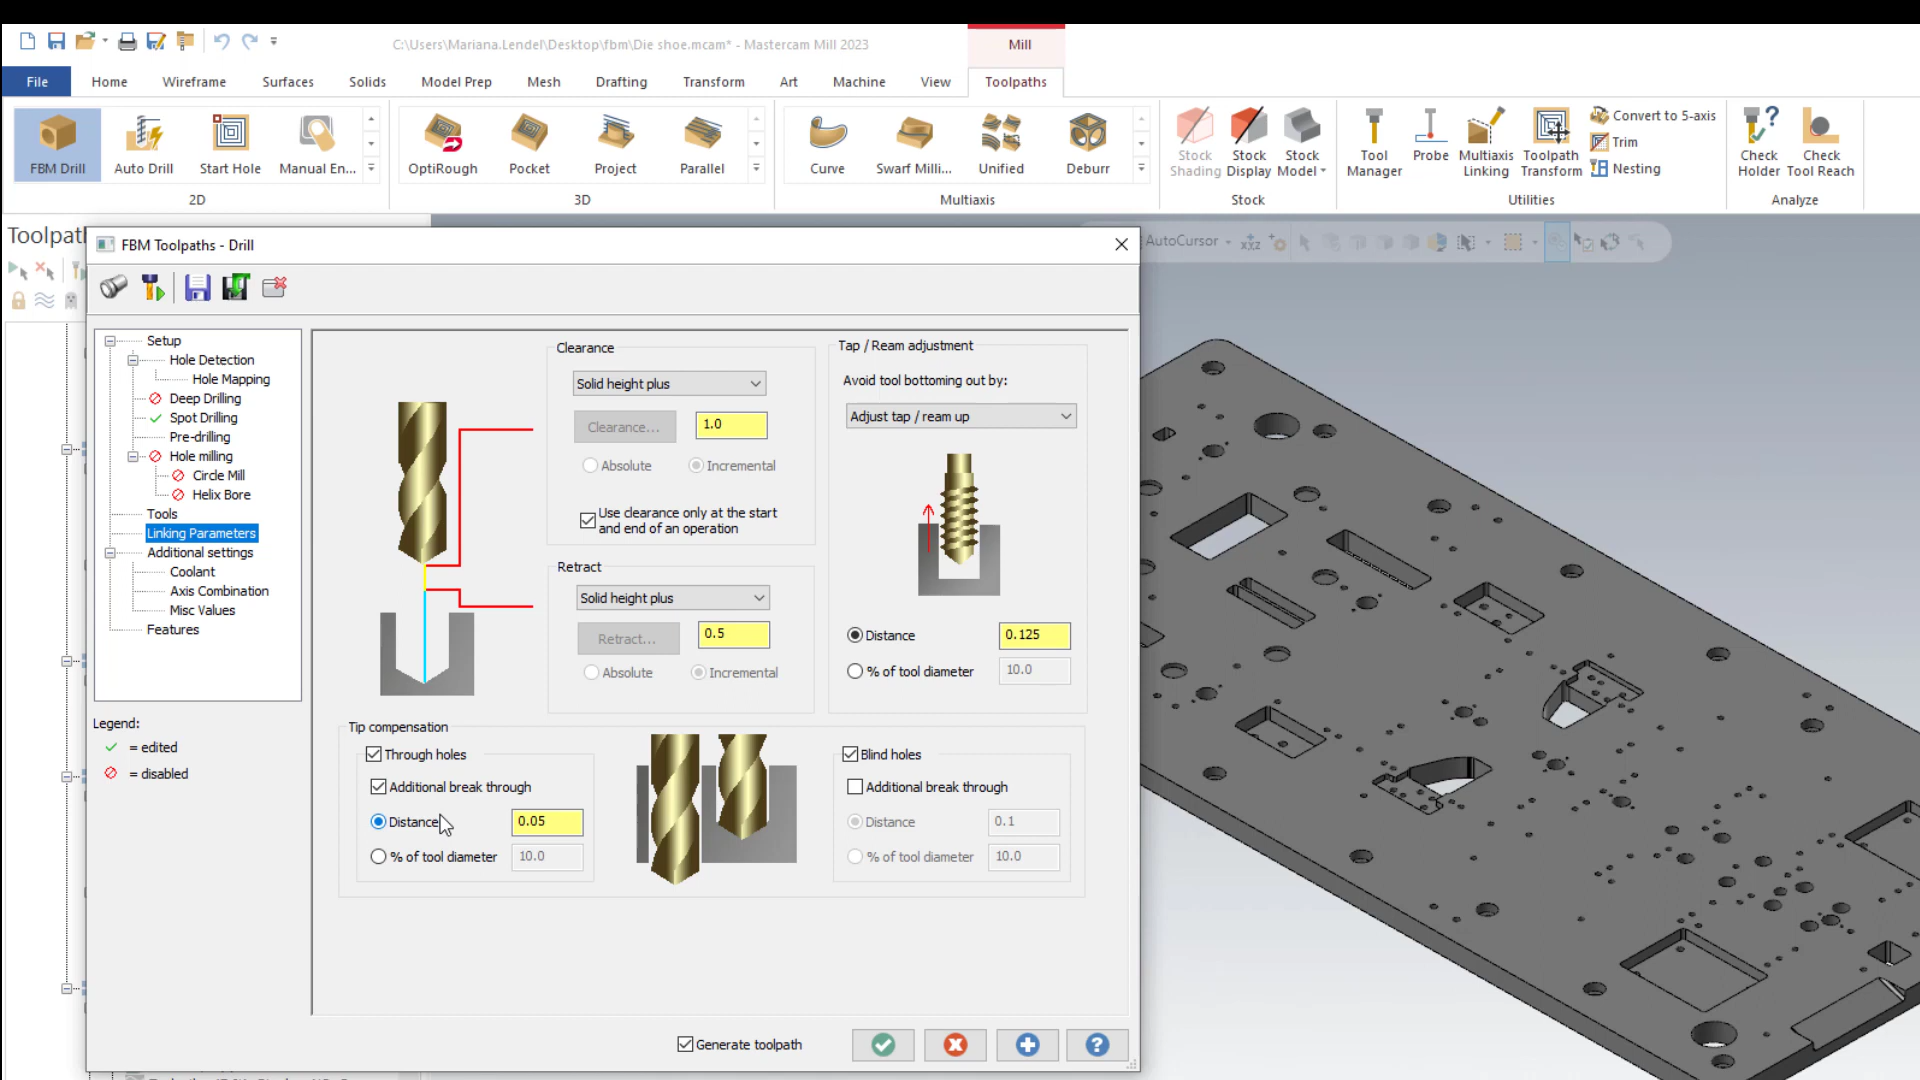 C:\Users\Mariana.Lendel\Desktop\fbm\Die shoe.mcam* - Mastercam Mill 2023
Mill
File Home Wireframe Surfaces Solids Model Prep Mesh Drafting Transform Art Machine View Toolpaths
FBM Drill Auto Drill Start Hole Manual En...
OptiRough Pocket Project Parallel
Curve Swarf Milli... Unified Deburr
Stock Shading
Stock Display
Stock Model
Tool Manager
Probe
Multiaxis Linking
Toolpath Transform
Convert to 5-axis
Trim
Nesting
Check Holder
Check Tool Reach
2D 3D Multiaxis Stock Utilities Analyze
AutoCursor
FBM Toolpaths - Drill
Setup
Hole Detection
Hole Mapping
Deep Drilling
Spot Drilling
Pre-drilling
Hole milling
Circle Mill
Helix Bore
Tools
Linking Parameters
Additional settings
Coolant
Axis Combination
Misc Values
Features
Legend:
= edited
= disabled
Clearance
Solid height plus
Clearance... 1.0
Absolute Incremental
Use clearance only at the start
and end of an operation
Retract
Solid height plus
Retract... 0.5
Absolute Incremental
Tap / Ream adjustment
Avoid tool bottoming out by:
Adjust tap / ream up
Distance 0.125
% of tool diameter 10.0
Tip compensation
Through holes
Additional break through
Distance 0.05
% of tool diameter 10.0
Blind holes
Additional break through
Distance 0.1
% of tool diameter 10.0
Generate toolpath